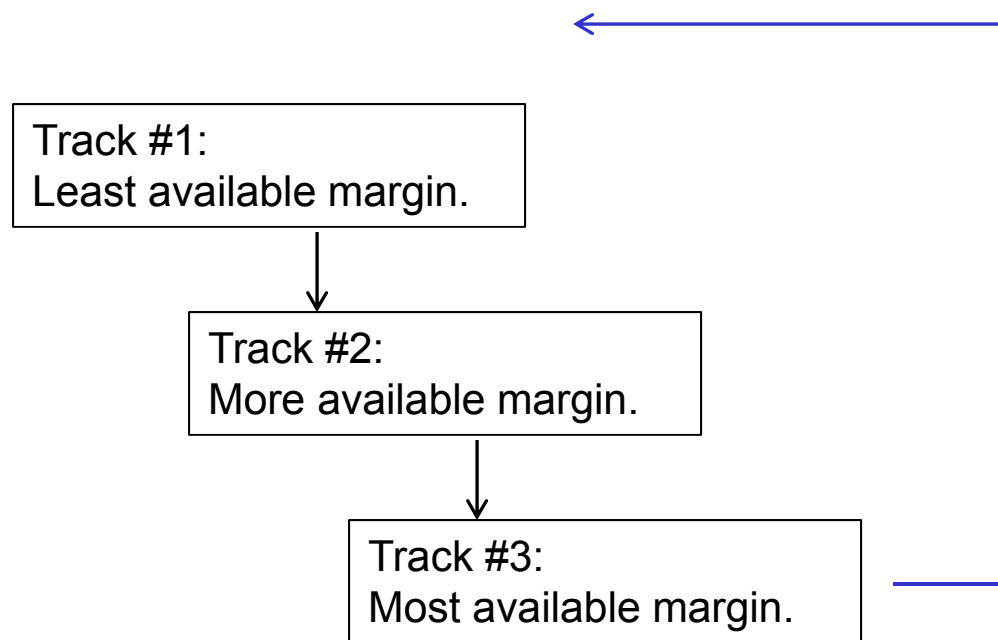 Track #1:
Least available margin.
Track #2:
More available margin.
Track #3:
Most available margin.